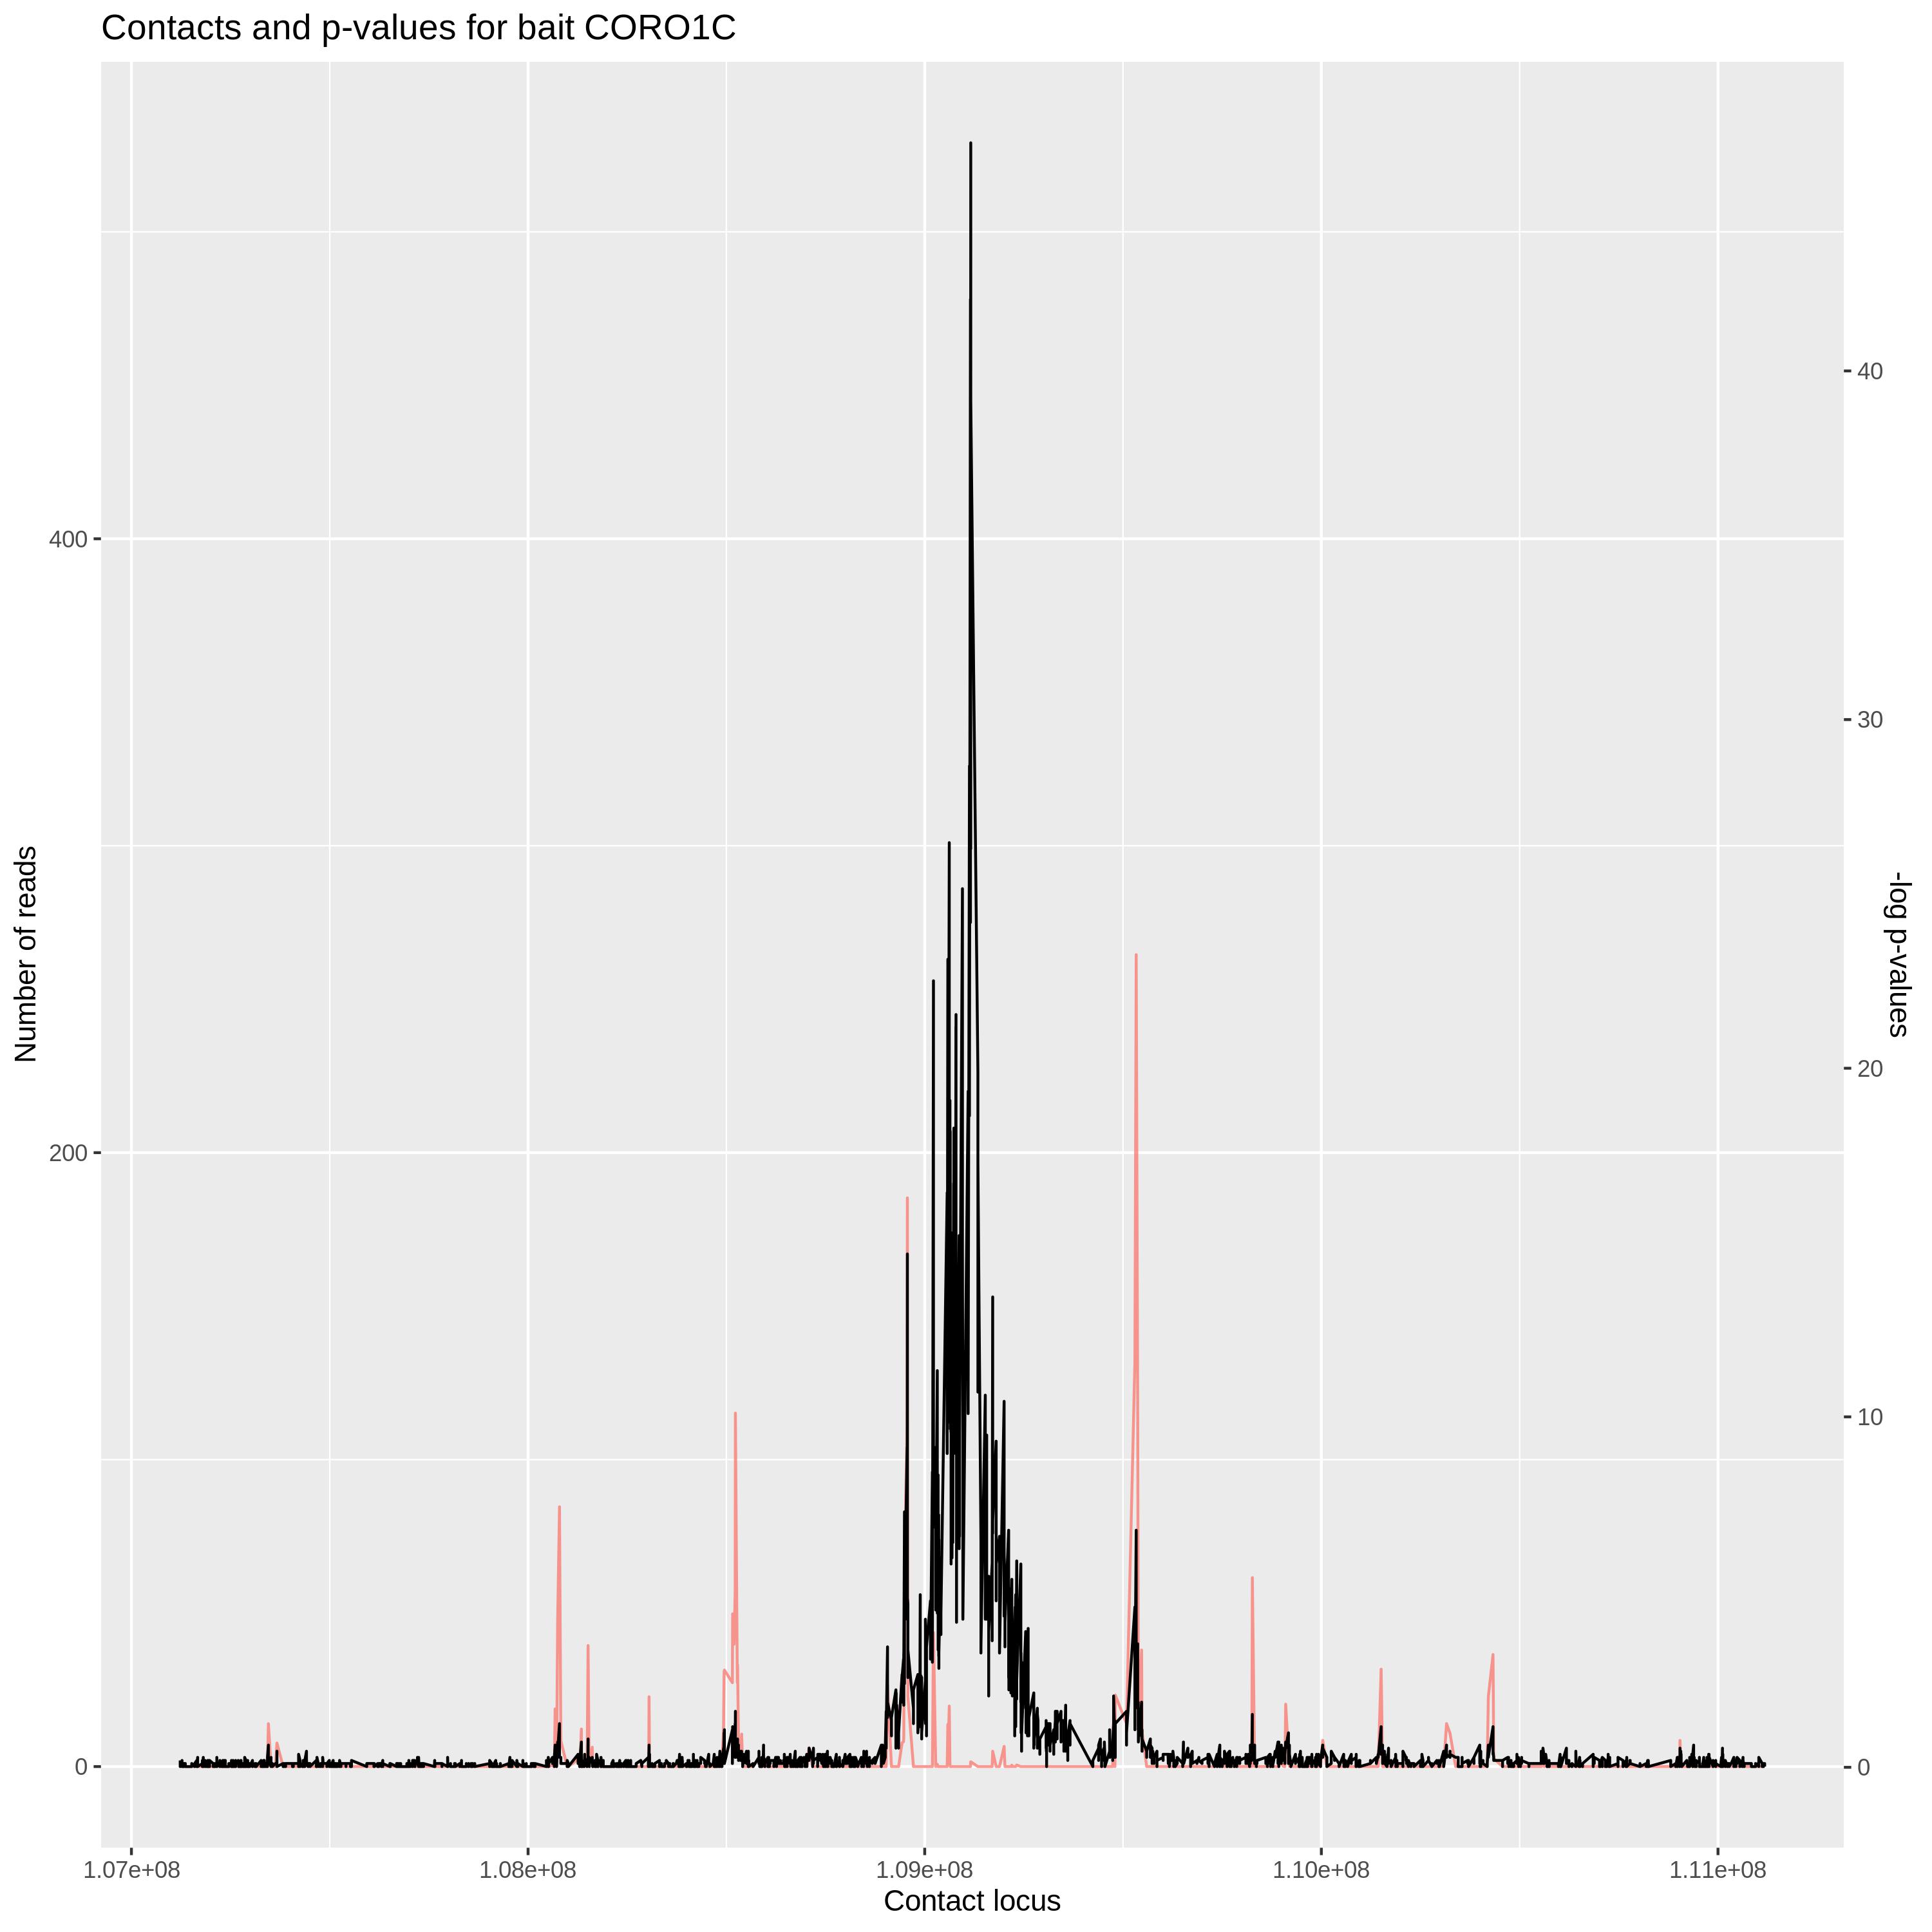 Contacts and p-values for bait CORO1C
400
200
0
Number of reads
40
30
20
10
0
-log p-values
1.07e+08
1.08e+08
1.09e+08
1.10e+08
1.11e+08
Contact locus